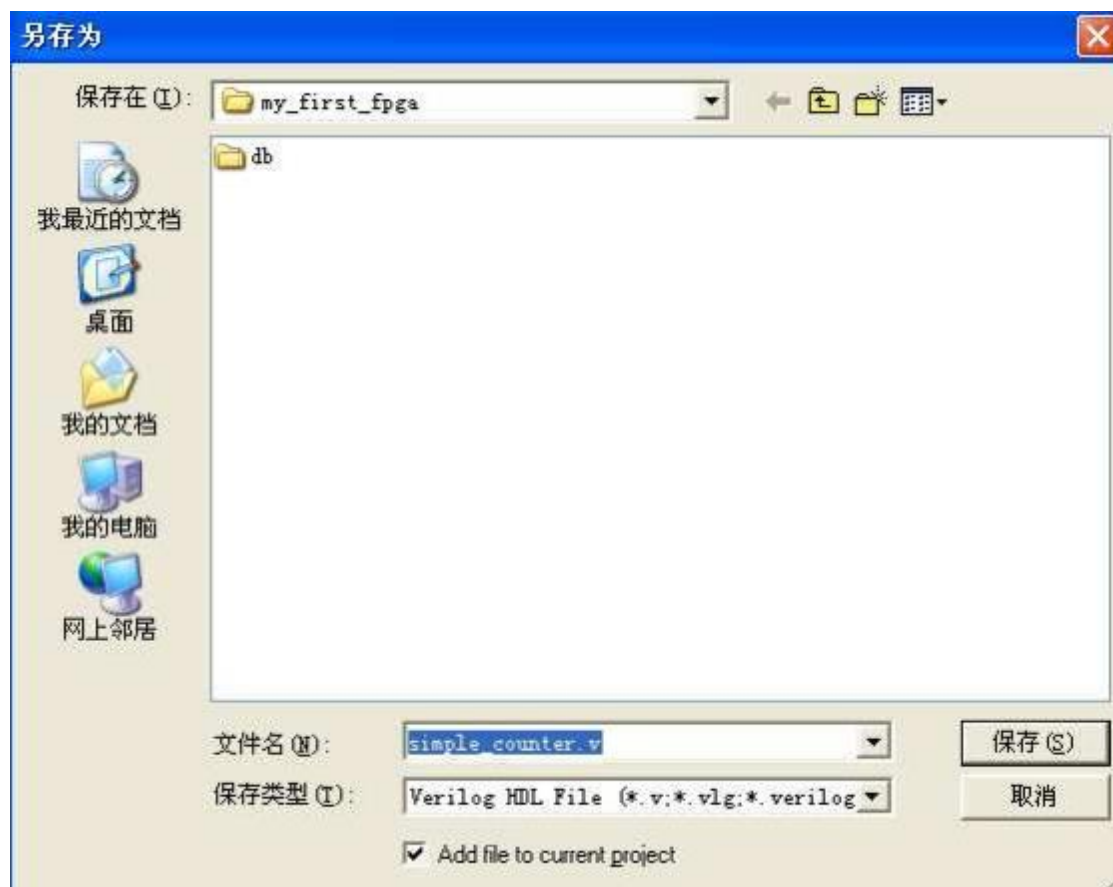 另存为
保存在(I):
my_first_fpga
db
我最近的文档
桌面
我的文档
我的电脑
网上邻居
文件名(N):
simple_counter.v
保存(S)
保存类型(T):
Verilog HDL File (*.v;*.vlg;*.verilog
取消
Add file to current project